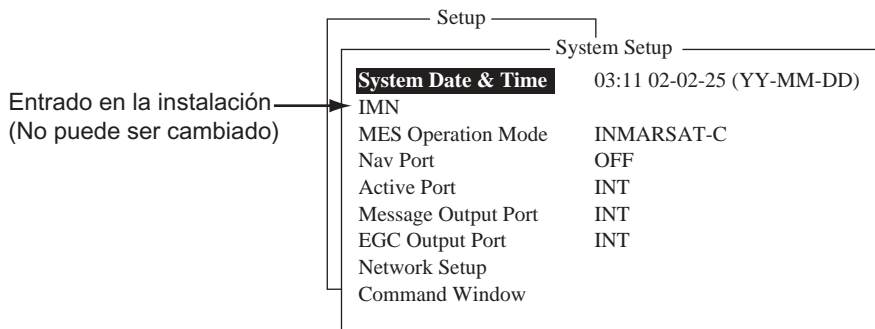 Setup
System Setup
System Date & Time 03:11 02-02-25 (YY-MM-DD)
Entrado en la instalación
(No puede ser cambiado)
IMN
MES Operation Mode INMARSAT-C
Nav Port OFF
Active Port INT
Message Output Port INT
EGC Output Port INT
Network Setup
Command Window